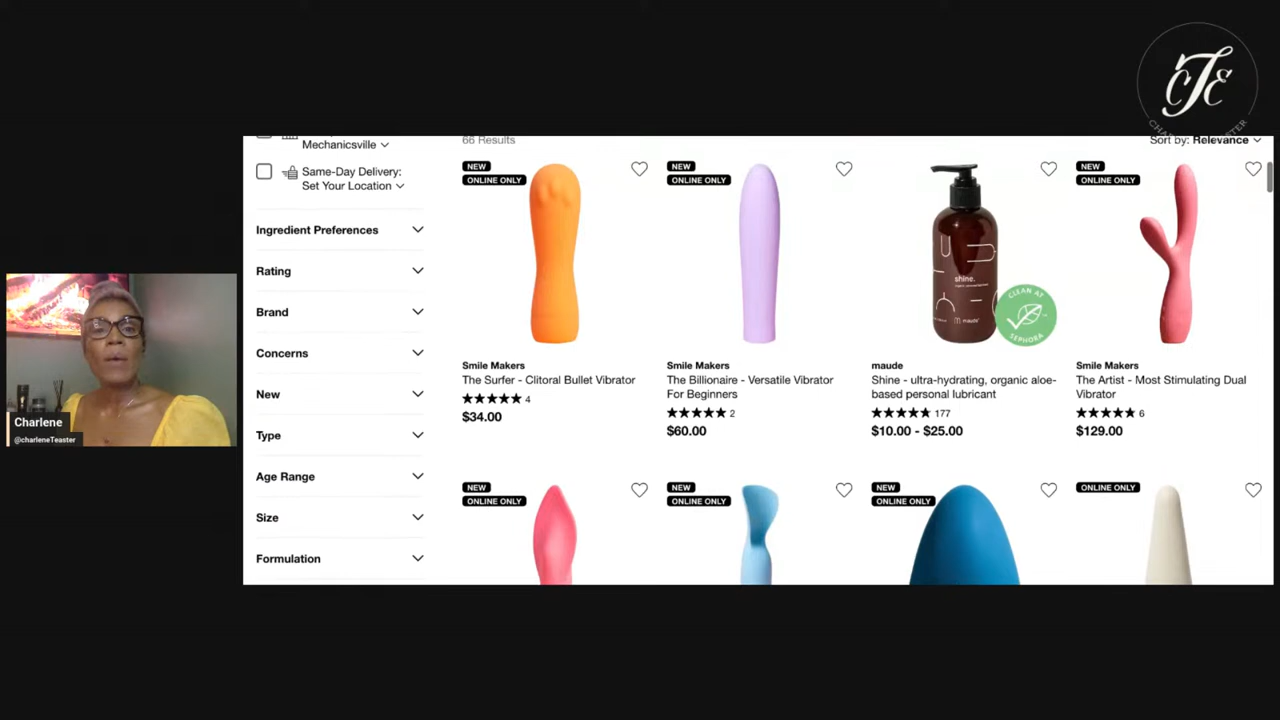 CJE
Mechanicsville
66 Results
Sort by: Relevance
Same-Day Delivery:
Set Your Location
Ingredient Preferences
Rating
Brand
Concerns
New
Type
Age Range
Size
Formulation
NEW
ONLINE ONLY
Smile Makers
The Surfer - Clitoral Bullet Vibrator
4
$34.00
NEW
ONLINE ONLY
Smile Makers
The Billionaire - Versatile Vibrator
For Beginners
2
$60.00
shine.
maude
CLEAN AT
SEPHORA
maude
Shine - ultra-hydrating, organic aloe-
based personal lubricant
177
$10.00 - $25.00
NEW
ONLINE ONLY
Smile Makers
The Artist - Most Stimulating Dual
Vibrator
6
$129.00
NEW
ONLINE ONLY
NEW
ONLINE ONLY
NEW
ONLINE ONLY
ONLINE ONLY
Charlene
@charleneTeaster